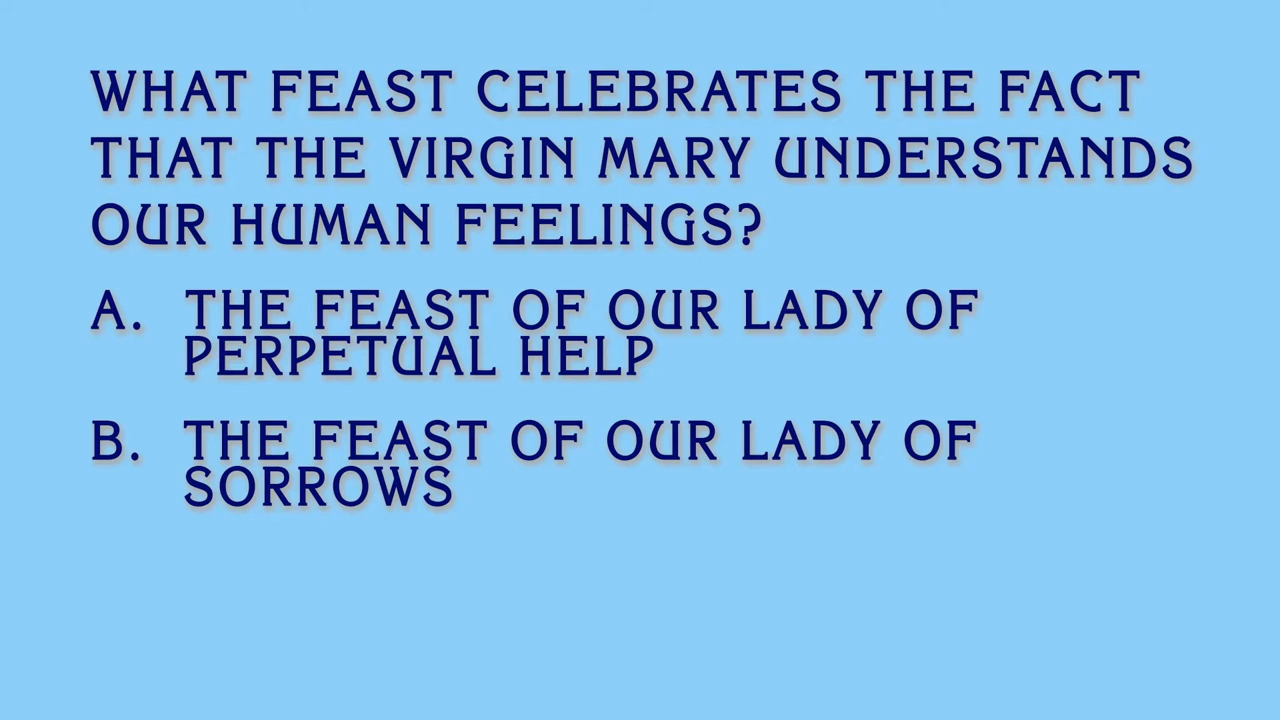 WHAT FEAST CELEBRATES THE FACT
THAT THE VIRGIN MARY UNDERSTANDS
OUR HUMAN FEELINGS?
A. THE FEAST OF OUR LADY OF
PERPETUAL HELP
B. THE FEAST OF OUR LADY OF
SORROWS